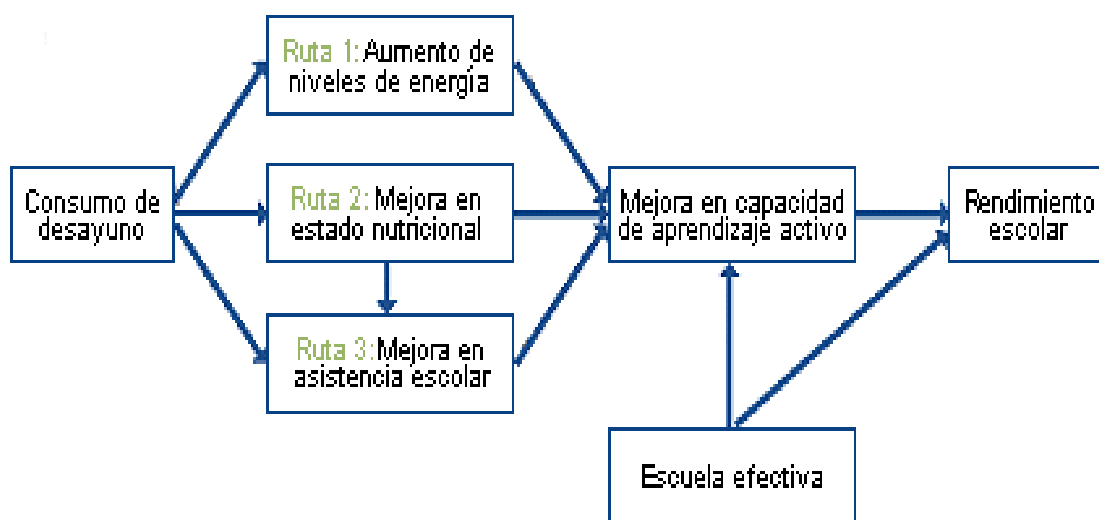 Ruta 1: Aumento de
niveles de energía
Consumo de
desayuno
Ruta 2: Mejora en
estado nutricional
Mejora en capacidad
de aprendizaje activo
Rendimiento
escolar
Ruta 3: Mejora en
asistencia escolar
Escuela efectiva